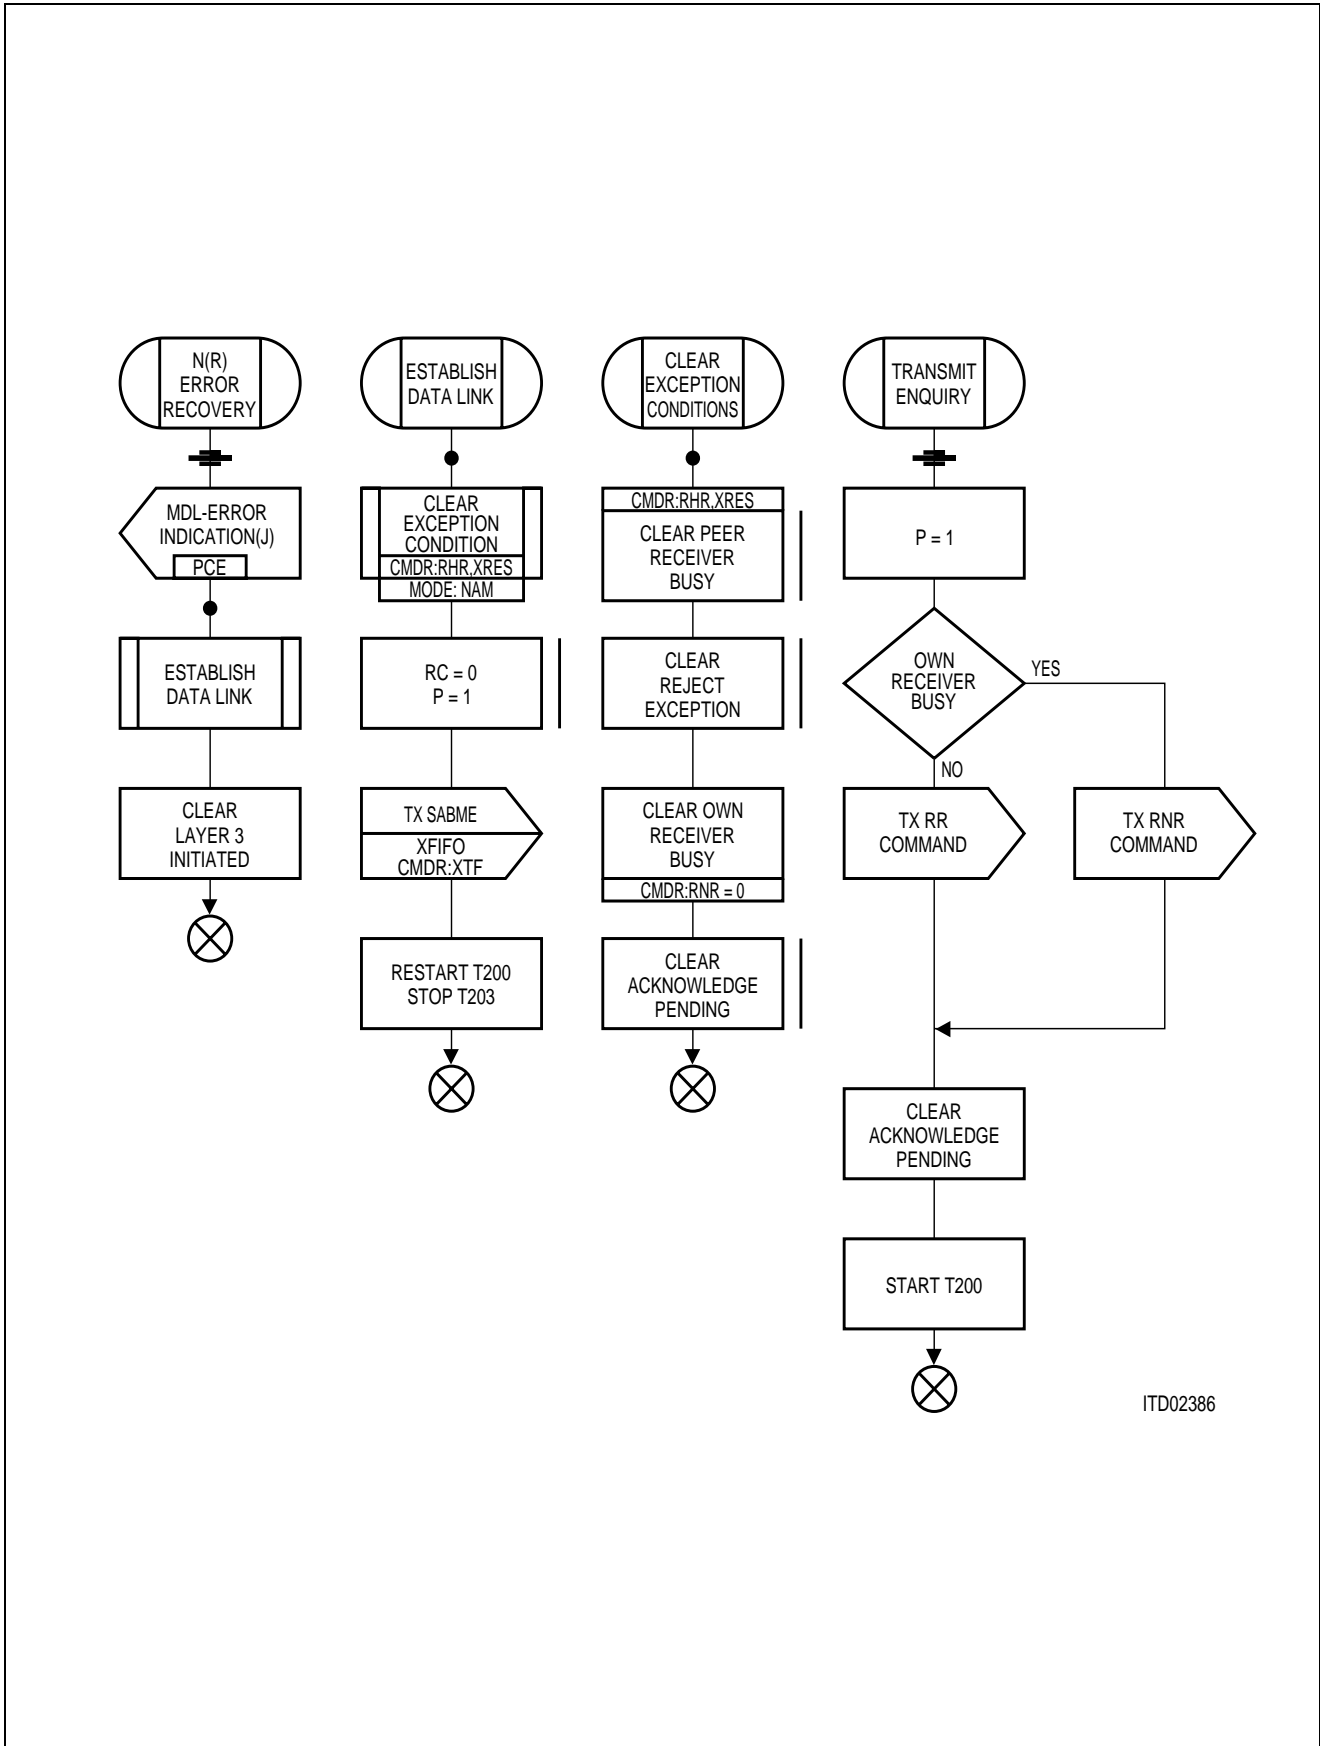 N(R)
ERROR
RECOVERY
MDL-ERROR
INDICATION(J)
PCE
ESTABLISH
DATA LINK
CLEAR
LAYER 3
INITIATED
ESTABLISH
DATA LINK
CLEAR
EXCEPTION
CONDITION
CMDR:RHR,XRES
MODE: NAM
RC = 0
P = 1
TX SABME
XFIFO
CMDR:XTF
RESTART T200
STOP T203
CLEAR
EXCEPTION
CONDITIONS
CMDR:RHR,XRES
CLEAR PEER
RECEIVER
BUSY
CLEAR
REJECT
EXCEPTION
CLEAR OWN
RECEIVER
BUSY
CMDR:RNR = 0
CLEAR
ACKNOWLEDGE
PENDING
TRANSMIT
ENQUIRY
P = 1
OWN
RECEIVER
BUSY
YES
NO
TX RR
COMMAND
TX RNR
COMMAND
CLEAR
ACKNOWLEDGE
PENDING
START T200
ITD02386